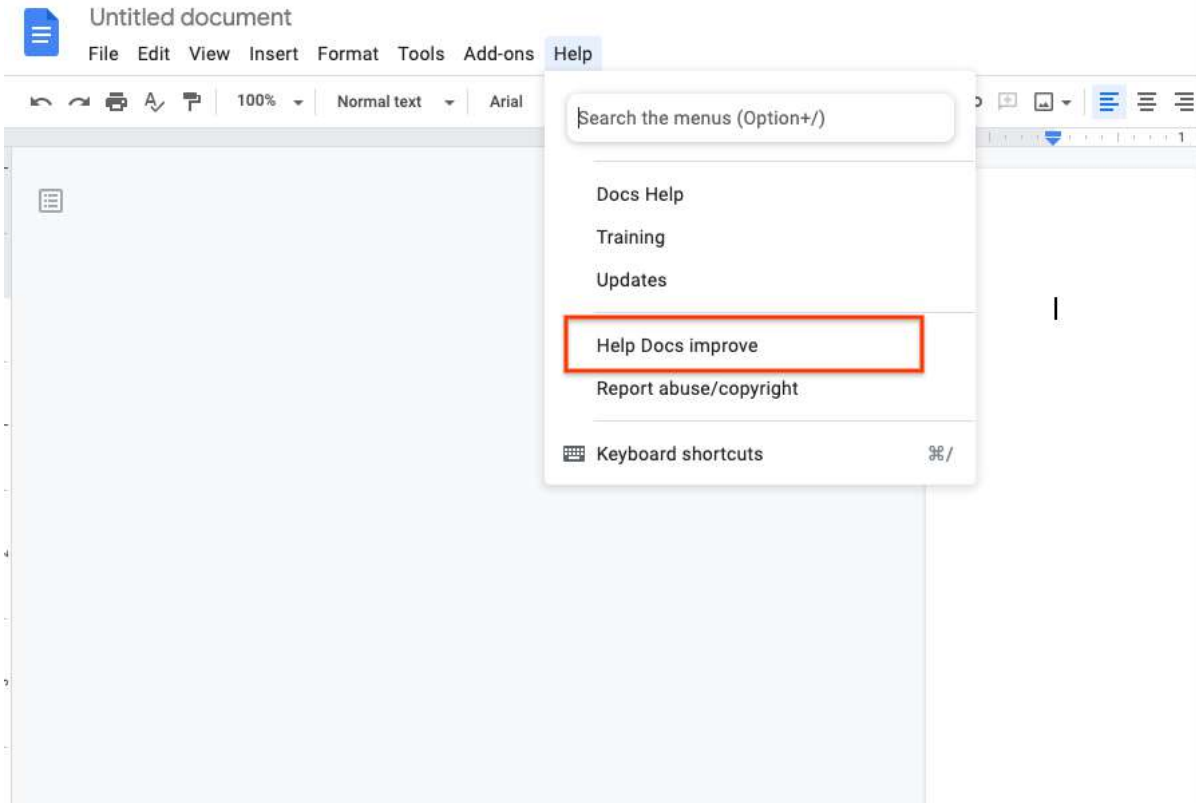 Untitled document
File Edit View Insert Format Tools Add-ons Help
100% Normal text Arial
Search the menus (Option+/)
1
Docs Help
Training
Updates
Help Docs improve
Report abuse/copyright
Keyboard shortcuts ⌘/